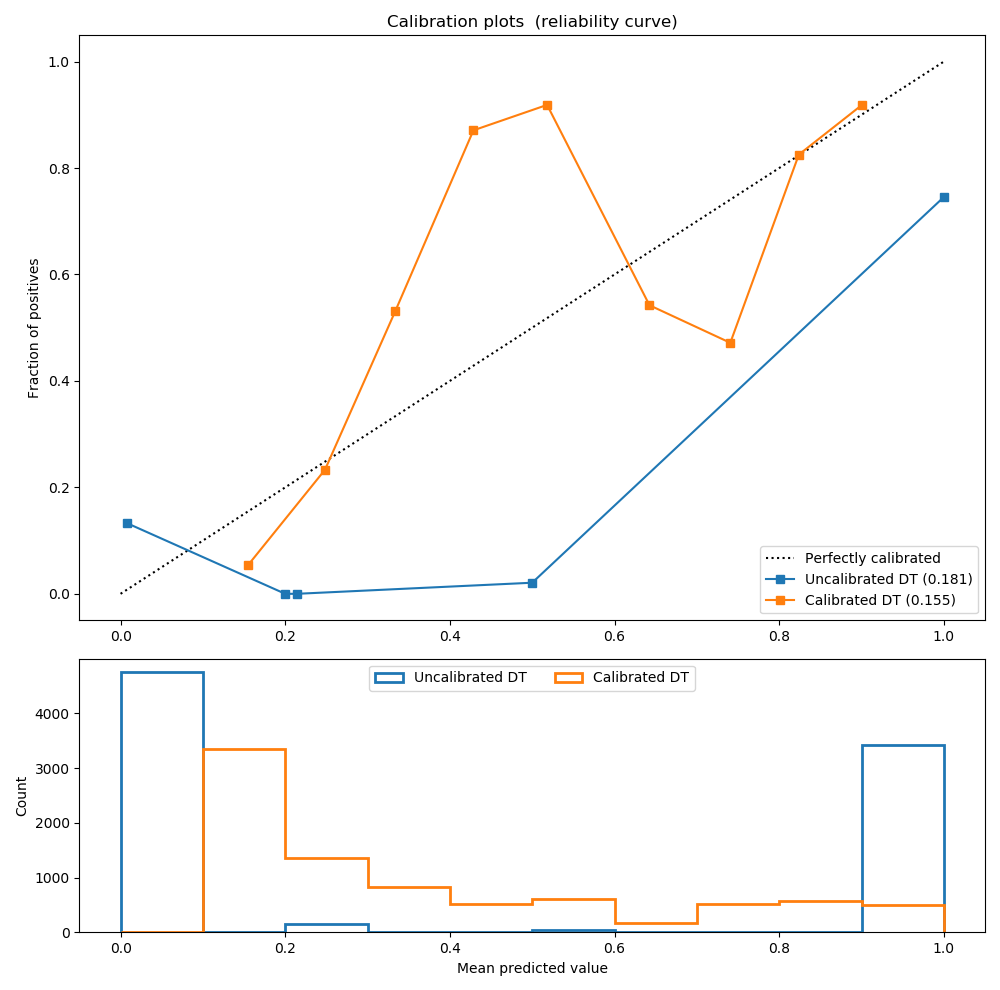 Calibration plots  (reliability curve)
1.0
0.8
0.6
0.4
0.2
0.0
Fraction of positives
Perfectly calibrated
Uncalibrated DT (0.181)
Calibrated DT (0.155)
0.0 0.2 0.4 0.6 0.8 1.0
Uncalibrated DT Calibrated DT
4000
3000
2000
1000
0
Count
0.0 0.2 0.4 0.6 0.8 1.0
Mean predicted value